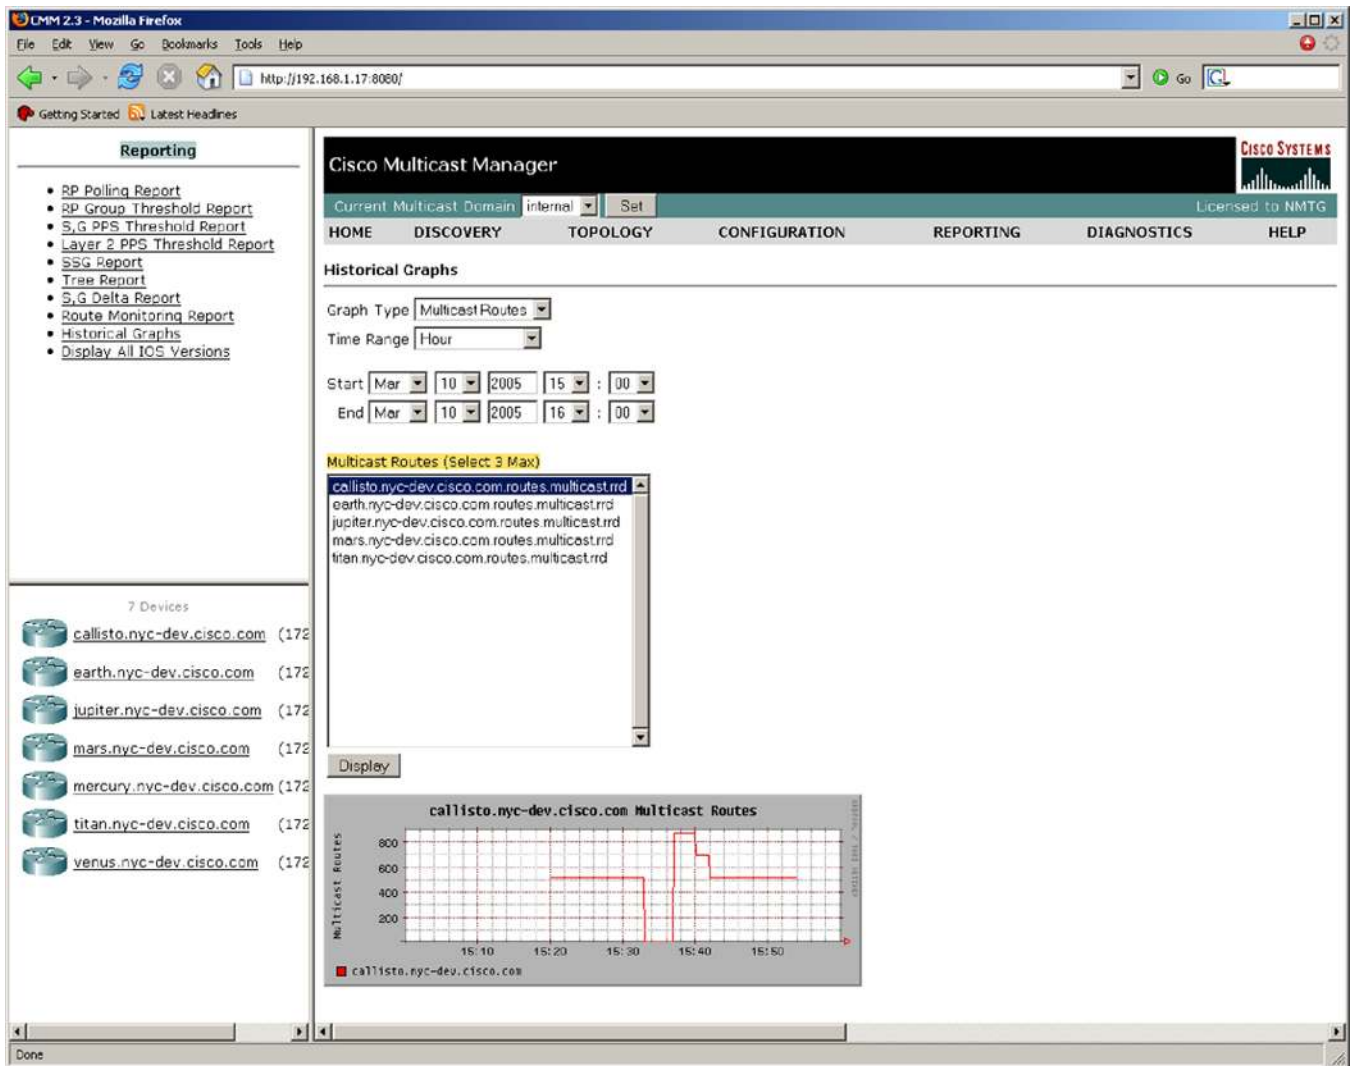 CMM 2.3 - Mozilla Firefox
File Edit View Go Bookmarks Tools Help
http://192.168.1.17:8080/ Go
Getting Started Latest Headlines
Reporting
RP Polling Report
RP Group Threshold Report
S,G PPS Threshold Report
Layer 2 PPS Threshold Report
SSG Report
Tree Report
S,G Delta Report
Route Monitoring Report
Historical Graphs
Display All IOS Versions
7 Devices
callisto.nyc-dev.cisco.com (172
earth.nyc-dev.cisco.com (172
jupiter.nyc-dev.cisco.com (172
mars.nyc-dev.cisco.com (172
mercury.nyc-dev.cisco.com (172
titan.nyc-dev.cisco.com (172
venus.nyc-dev.cisco.com (172
Cisco Multicast Manager
CISCO SYSTEMS
Current Multicast Domain internal Set Licensed to NMTG
HOME DISCOVERY TOPOLOGY CONFIGURATION REPORTING DIAGNOSTICS HELP
Historical Graphs
Graph Type Multicast Routes
Time Range Hour
Start Mar 10 2005 15 : 00
End Mar 10 2005 16 : 00
Multicast Routes (Select 3 Max)
callisto.nyc-dev.cisco.com.routes.multicast.rrd
earth.nyc-dev.cisco.com.routes.multicast.rrd
jupiter.nyc-dev.cisco.com.routes.multicast.rrd
mars.nyc-dev.cisco.com.routes.multicast.rrd
titan.nyc-dev.cisco.com.routes.multicast.rrd
Display
callisto.nyc-dev.cisco.com Multicast Routes
Multicast Routes
800
600
400
200
15:10 15:20 15:30 15:40 15:50
callisto.nyc-dev.cisco.com
Done